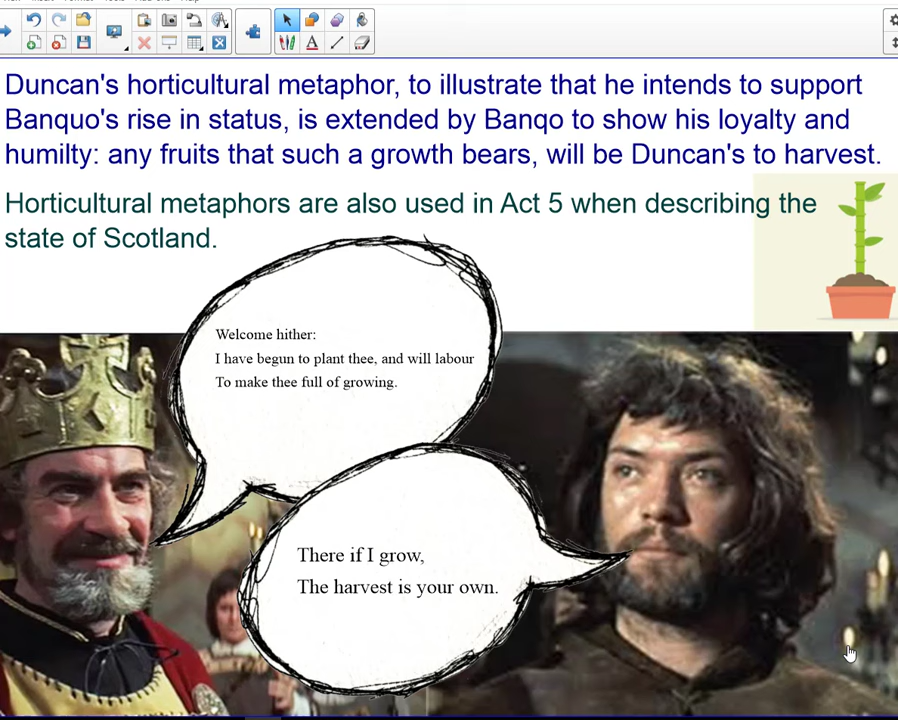 Duncan's horticultural metaphor, to illustrate that he intends to support
Banquo's rise in status, is extended by Banqo to show his loyalty and
humilty: any fruits that such a growth bears, will be Duncan's to harvest.
Horticultural metaphors are also used in Act 5 when describing the
state of Scotland.
Welcome hither:
I have begun to plant thee, and will labour
To make thee full of growing.
There if I grow,
The harvest is your own.